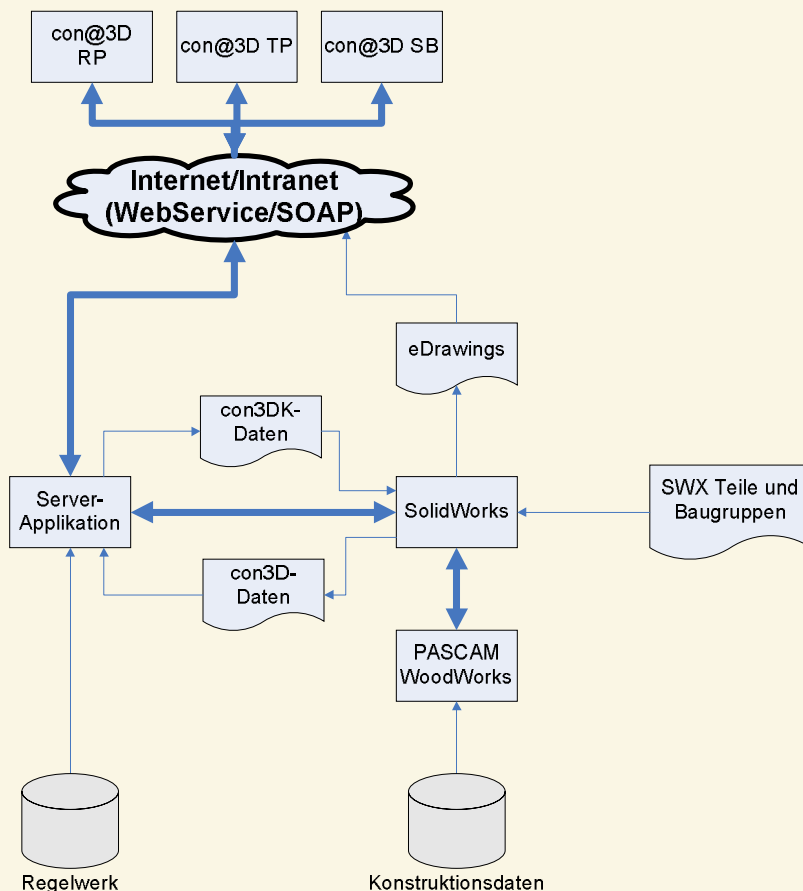 con@3D
RP
con@3D TP
con@3D SB
Internet/Intranet
(WebService/SOAP)
eDrawings
con3DK-
Daten
Server-
Applikation
SolidWorks
SWX Teile und
Baugruppen
con3D-
Daten
PASCAM
WoodWorks
Regelwerk
Konstruktionsdaten